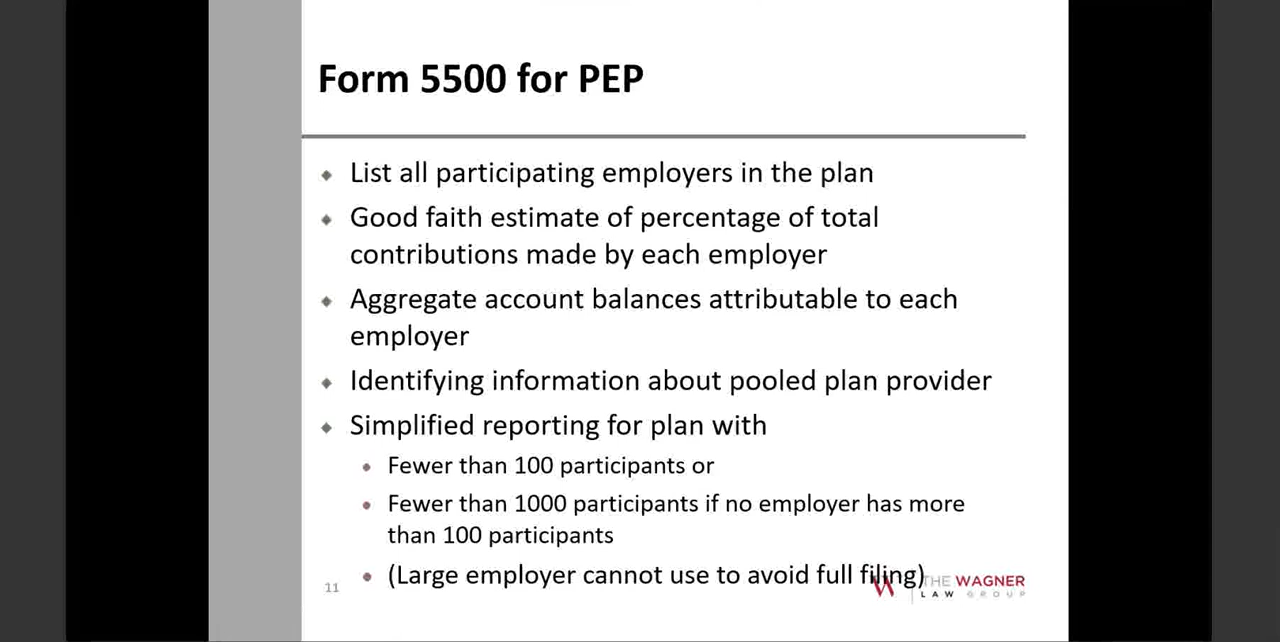 Form 5500 for PEP
List all participating employers in the plan
Good faith estimate of percentage of total
contributions made by each employer
Aggregate account balances attributable to each
employer
Identifying information about pooled plan provider
Simplified reporting for plan with
Fewer than 100 participants or
Fewer than 1000 participants if no employer has more
than 100 participants
(Large employer cannot use to avoid full filing)
11
THE WAGNER
LAW GROUP